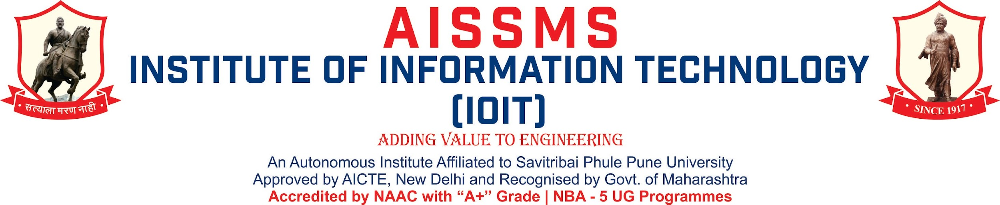 AISSMS
INSTITUTE OF INFORMATION TECHNOLOGY
(IOIT)
ADDING VALUE TO ENGINEERING
An Autonomous Institute Affiliated to Savitribai Phule Pune University
Approved by AICTE, New Delhi and Recognised by Govt. of Maharashtra
Accredited by NAAC with “A+” Grade | NBA - 5 UG Programmes
• सत्याला मरण नाही •
• SINCE 1917 •